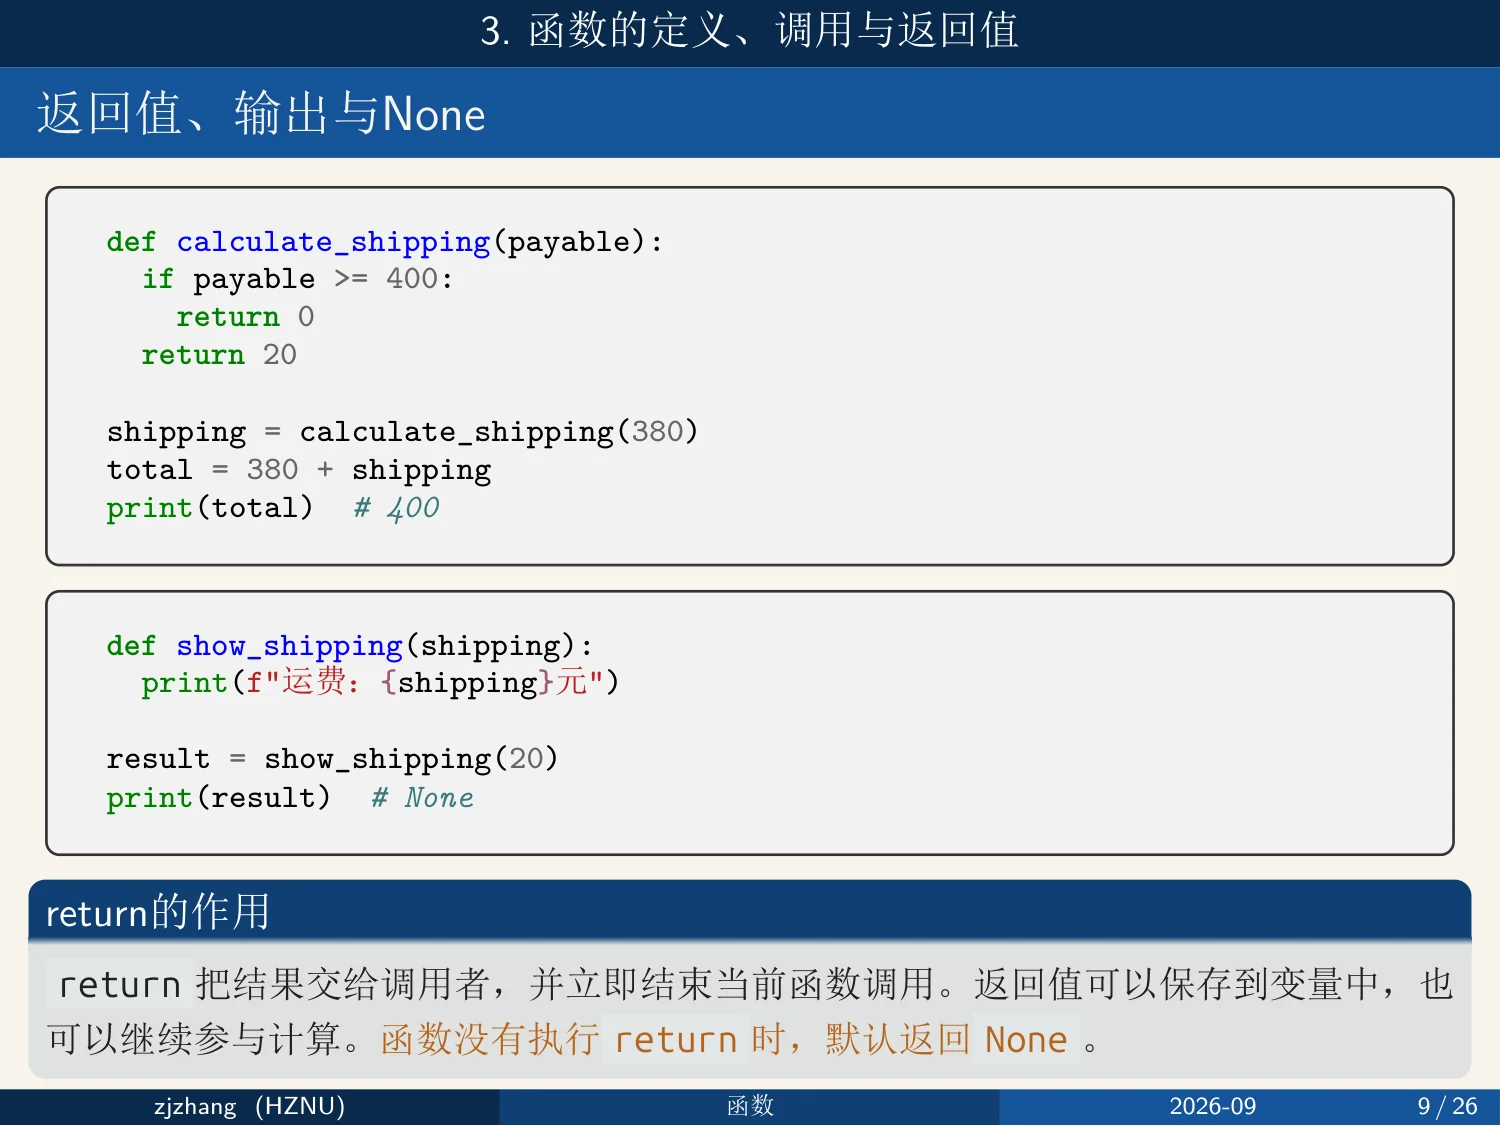 3. 函数的定义、调用与返回值
返回值、输出与None
def calculate_shipping(payable):
  if payable >= 400:
    return 0
  return 20
shipping = calculate_shipping(380)
total = 380 + shipping
print(total)  # 400
def show_shipping(shipping):
  print(f"运费：{shipping}元")
result = show_shipping(20)
print(result)  # None
return的作用
return 把结果交给调用者，并立即结束当前函数调用。返回值可以保存到变量中，也
可以继续参与计算。函数没有执行 return 时，默认返回 None 。
zjzhang (HZNU) 函数 2026-09 9 / 26